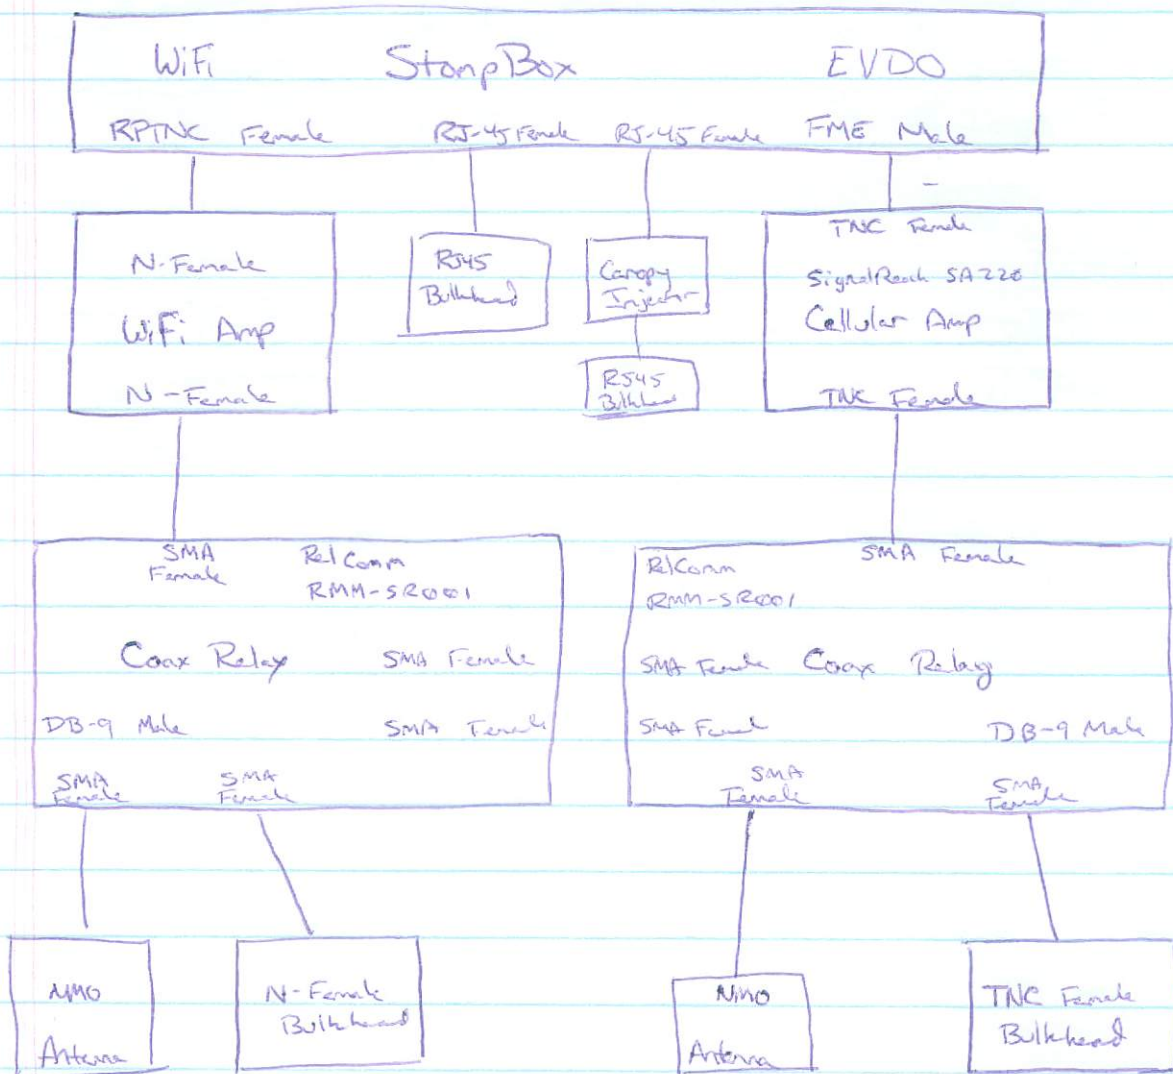 WiFi StompBox EVDO
RPTNC Female RJ-45 Female RJ-45 Female FME Male
N-Female
WiFi Amp
N-Female
RJ45
Bulkhead
Canopy
Injector
RJ45
Bulkhead
TNC Female
SignalReach SA220
Cellular Amp
TNC Female
SMA
Female
RelComm
RMM-SR001
Coax Relay SMA Female
DB-9 Male SMA Female
SMA
Female
SMA
Female
RelComm
RMM-SR001
SMA Female
SMA Female Coax Relay
SMA Female DB-9 Male
SMA
Female
SMA
Female
NMO
Antenna
N-Female
Bulkhead
NMO
Antenna
TNC Female
Bulkhead